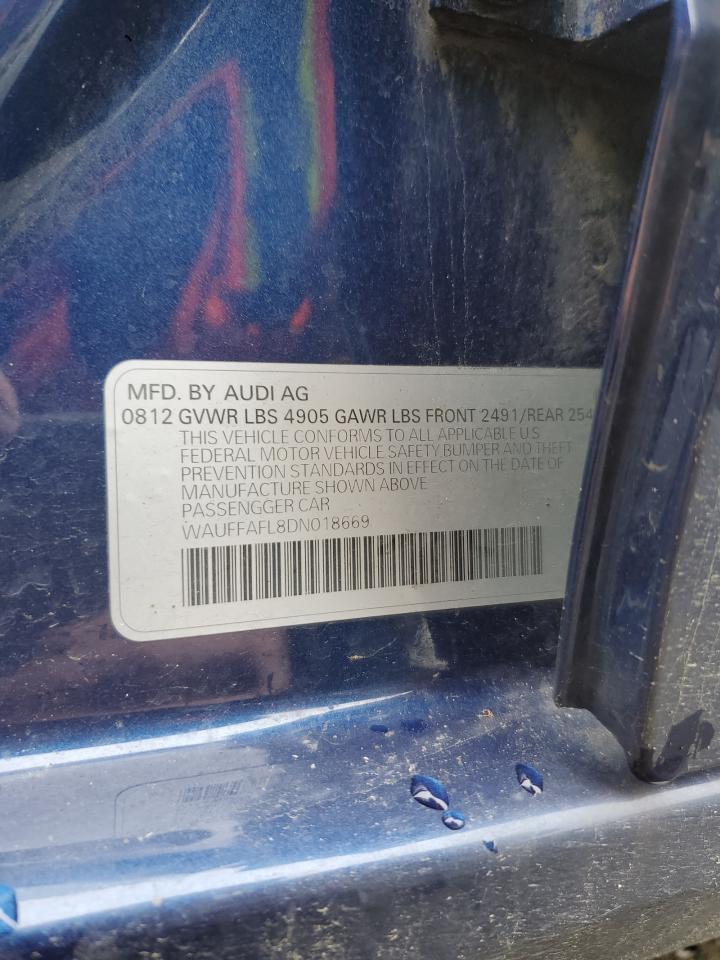 MFD. BY AUDI AG
0812 GVWR LBS 4905 GAWR LBS FRONT 2491/REAR 254
THIS VEHICLE CONFORMS TO ALL APPLICABLE U S
FEDERAL MOTOR VEHICLE SAFETY BUMPER AND THEFT
PREVENTION STANDARDS IN EFFECT ON THE DATE OF
MANUFACTURE SHOWN ABOVE
PASSENGGER CAR
WAUFFAFL8DN018669